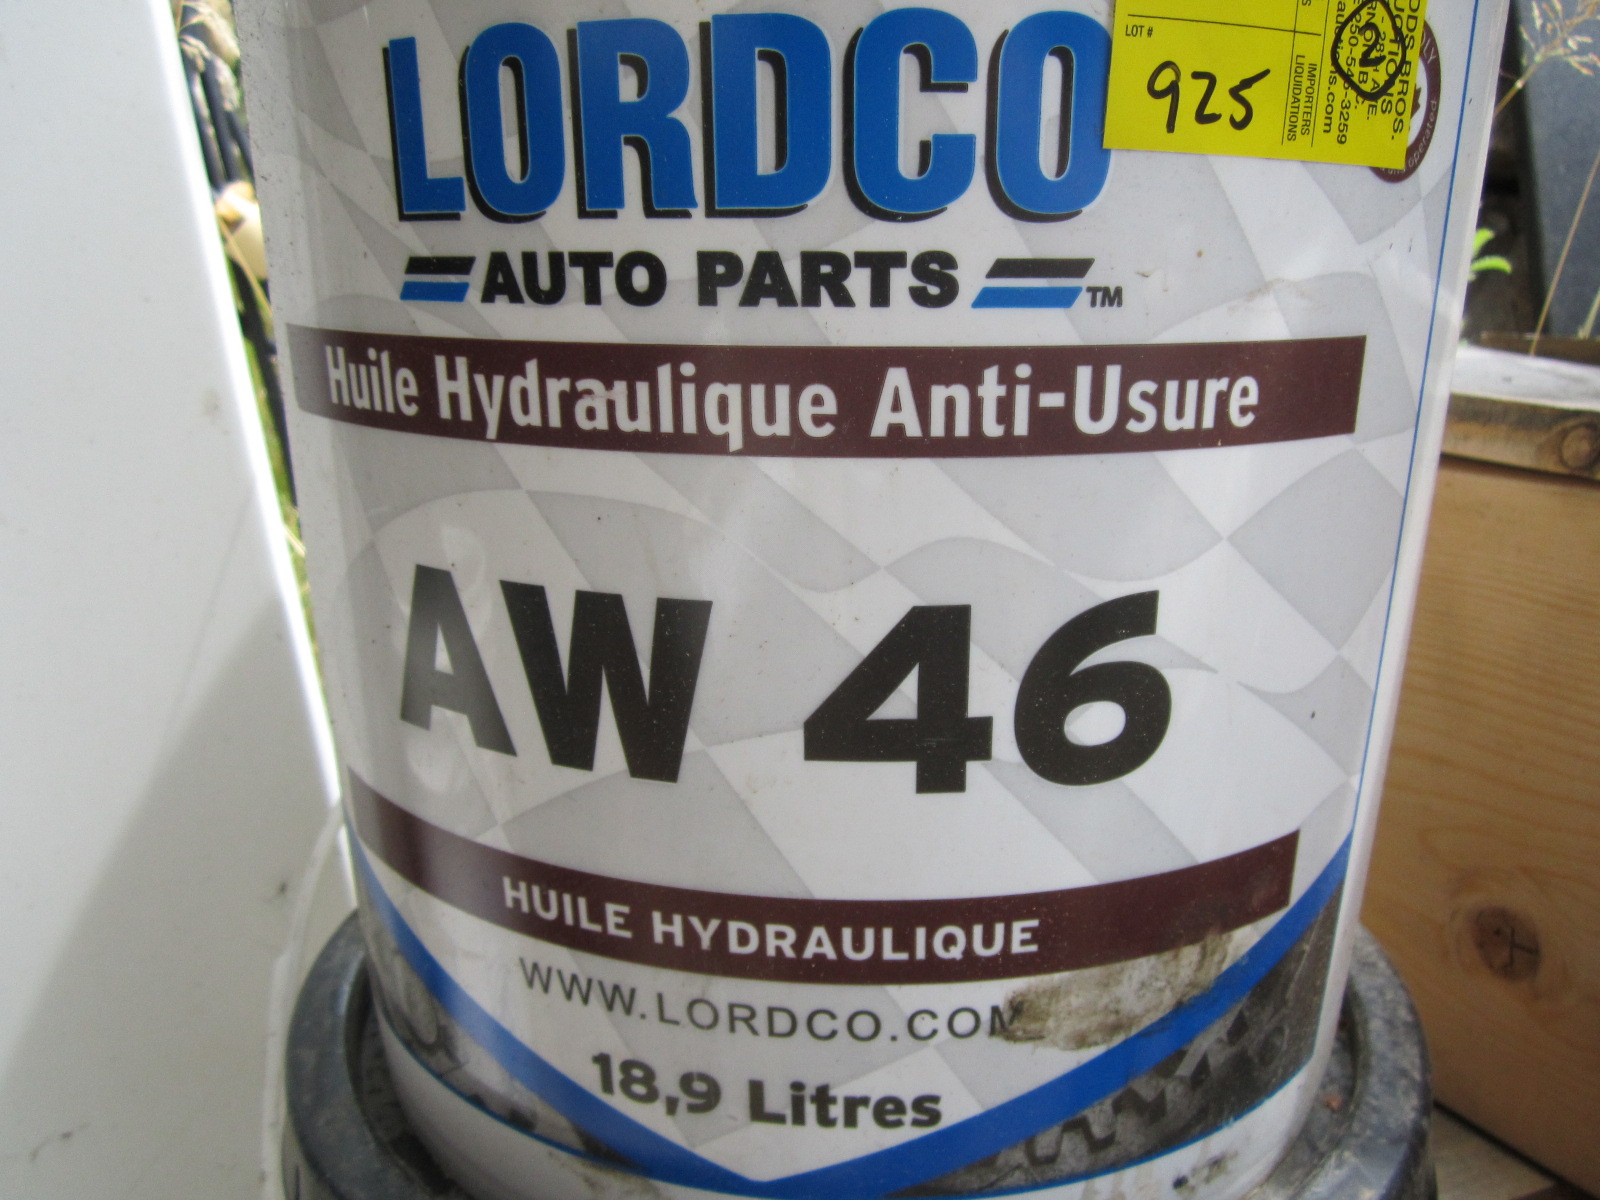 LORDCO
AUTO PARTS TM
Huile Hydraulique Anti-Usure
AW 46
HUILE HYDRAULIQUE
WWW.LORDCO.COM
18,9 Litres
LOT #
925
IMPORTERS
LIQUIDATIONS